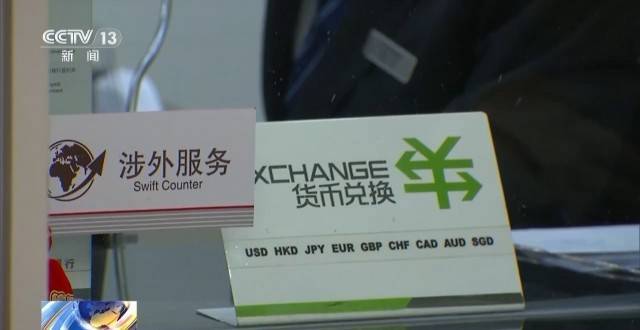 CCTV 13
新闻
涉外服务
Swift Counter
XCHANGE
货币兑换
USD HKD JPY EUR GBP CHF CAD AUD SGD
行